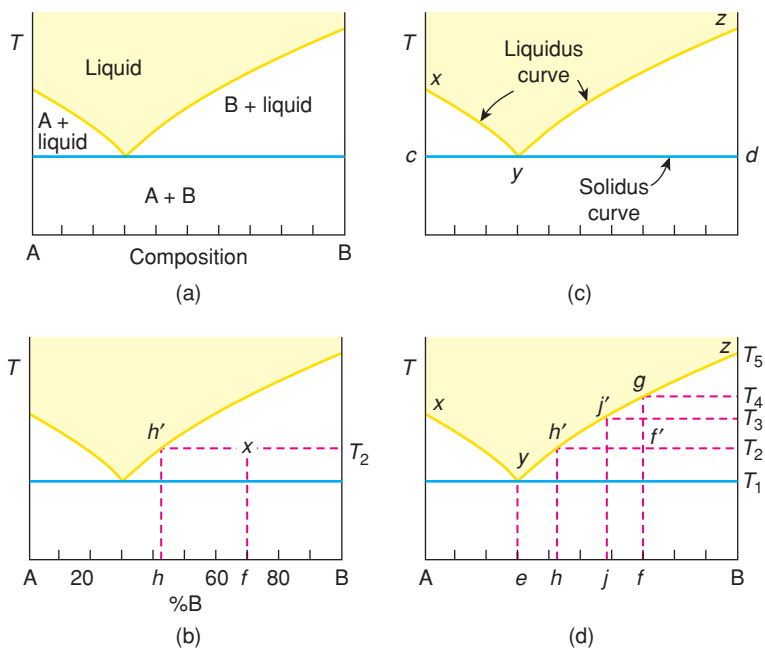 T
Liquid
B + liquid
A +
liquid
A + B
A
Composition
B
(a)
T
z
Liquidus
curve
x
c
d
y
Solidus
curve
(c)
T
h′
x
T2
A
20
h
60
f
80
B
%B
(b)
T
z
T5
g
T4
x
j′
T3
h′
f′
T2
y
T1
A
e
h
j
f
B
(d)